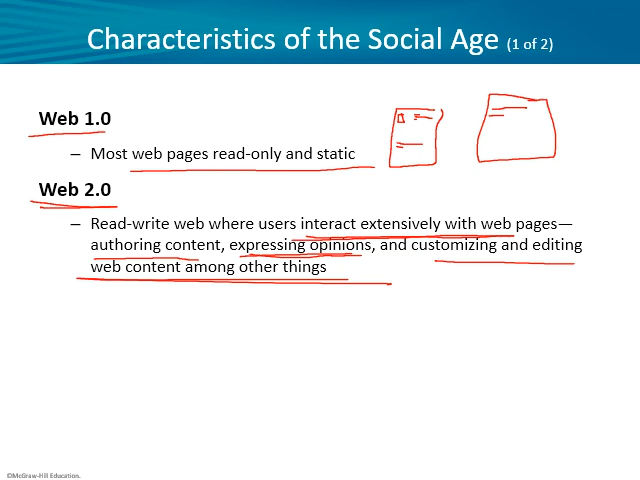 Characteristics of the Social Age (1 of 2)
Web 1.0
– Most web pages read-only and static
Web 2.0
– Read-write web where users interact extensively with web pages—
authoring content, expressing opinions, and customizing and editing
web content among other things
©McGraw-Hill Education.